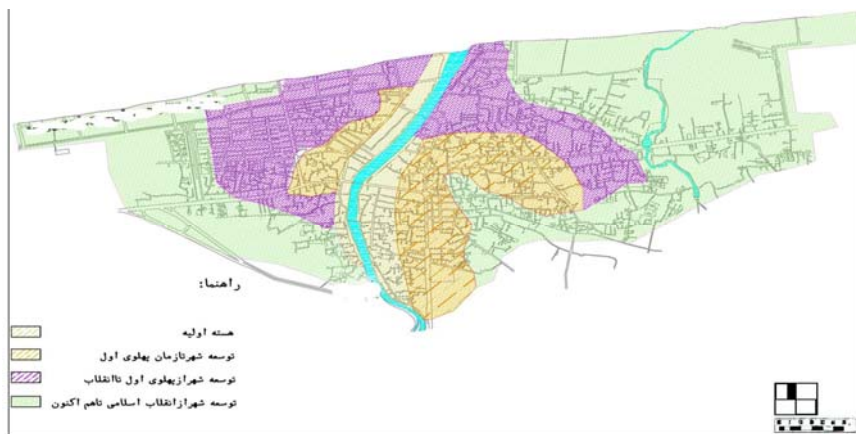 راهنما:
هسته اولیه
توسعه شهرتازمان پهلوی اول
توسعه شهرازپهلوی اول تاانقلاب
توسعه شهرازانقلاب اسلامی تاهم اکنون